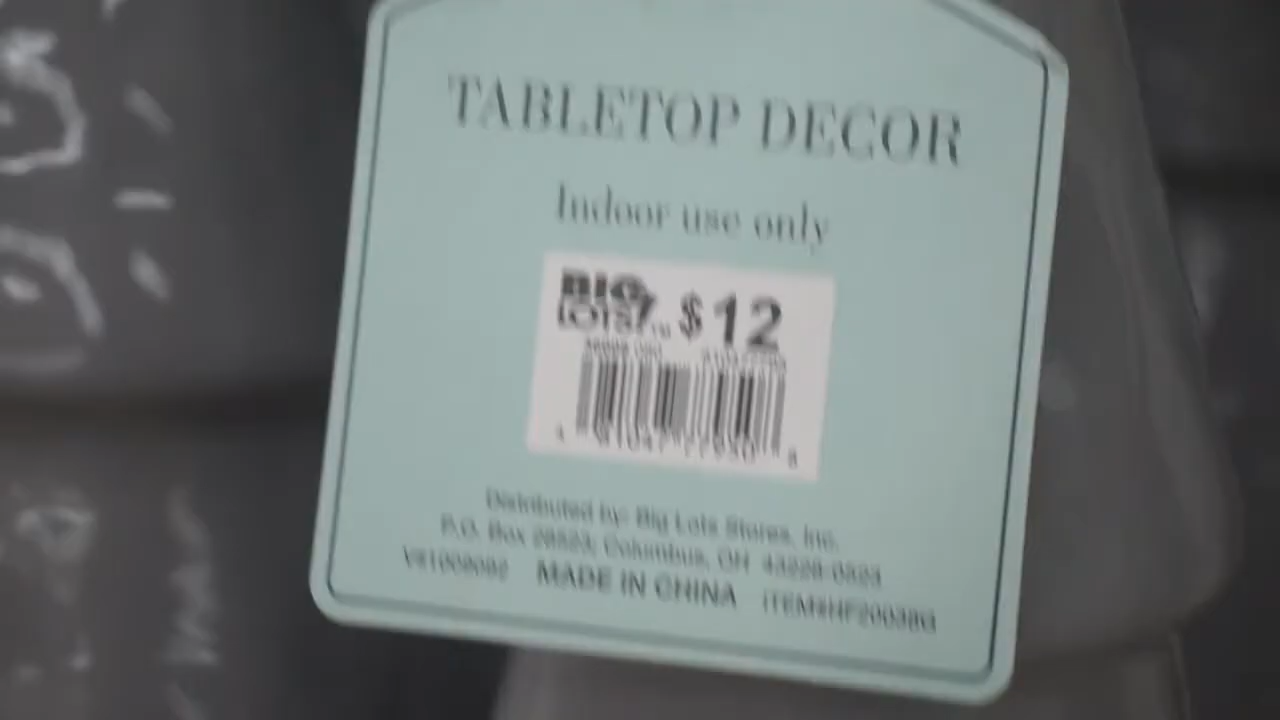 TABLETOP DECOR
Indoor use only
BIG LOTS! $12
Distributed by: Big Lots Stores, Inc.
P.O. Box 28523, Columbus, OH 43228-0523
MADE IN CHINA